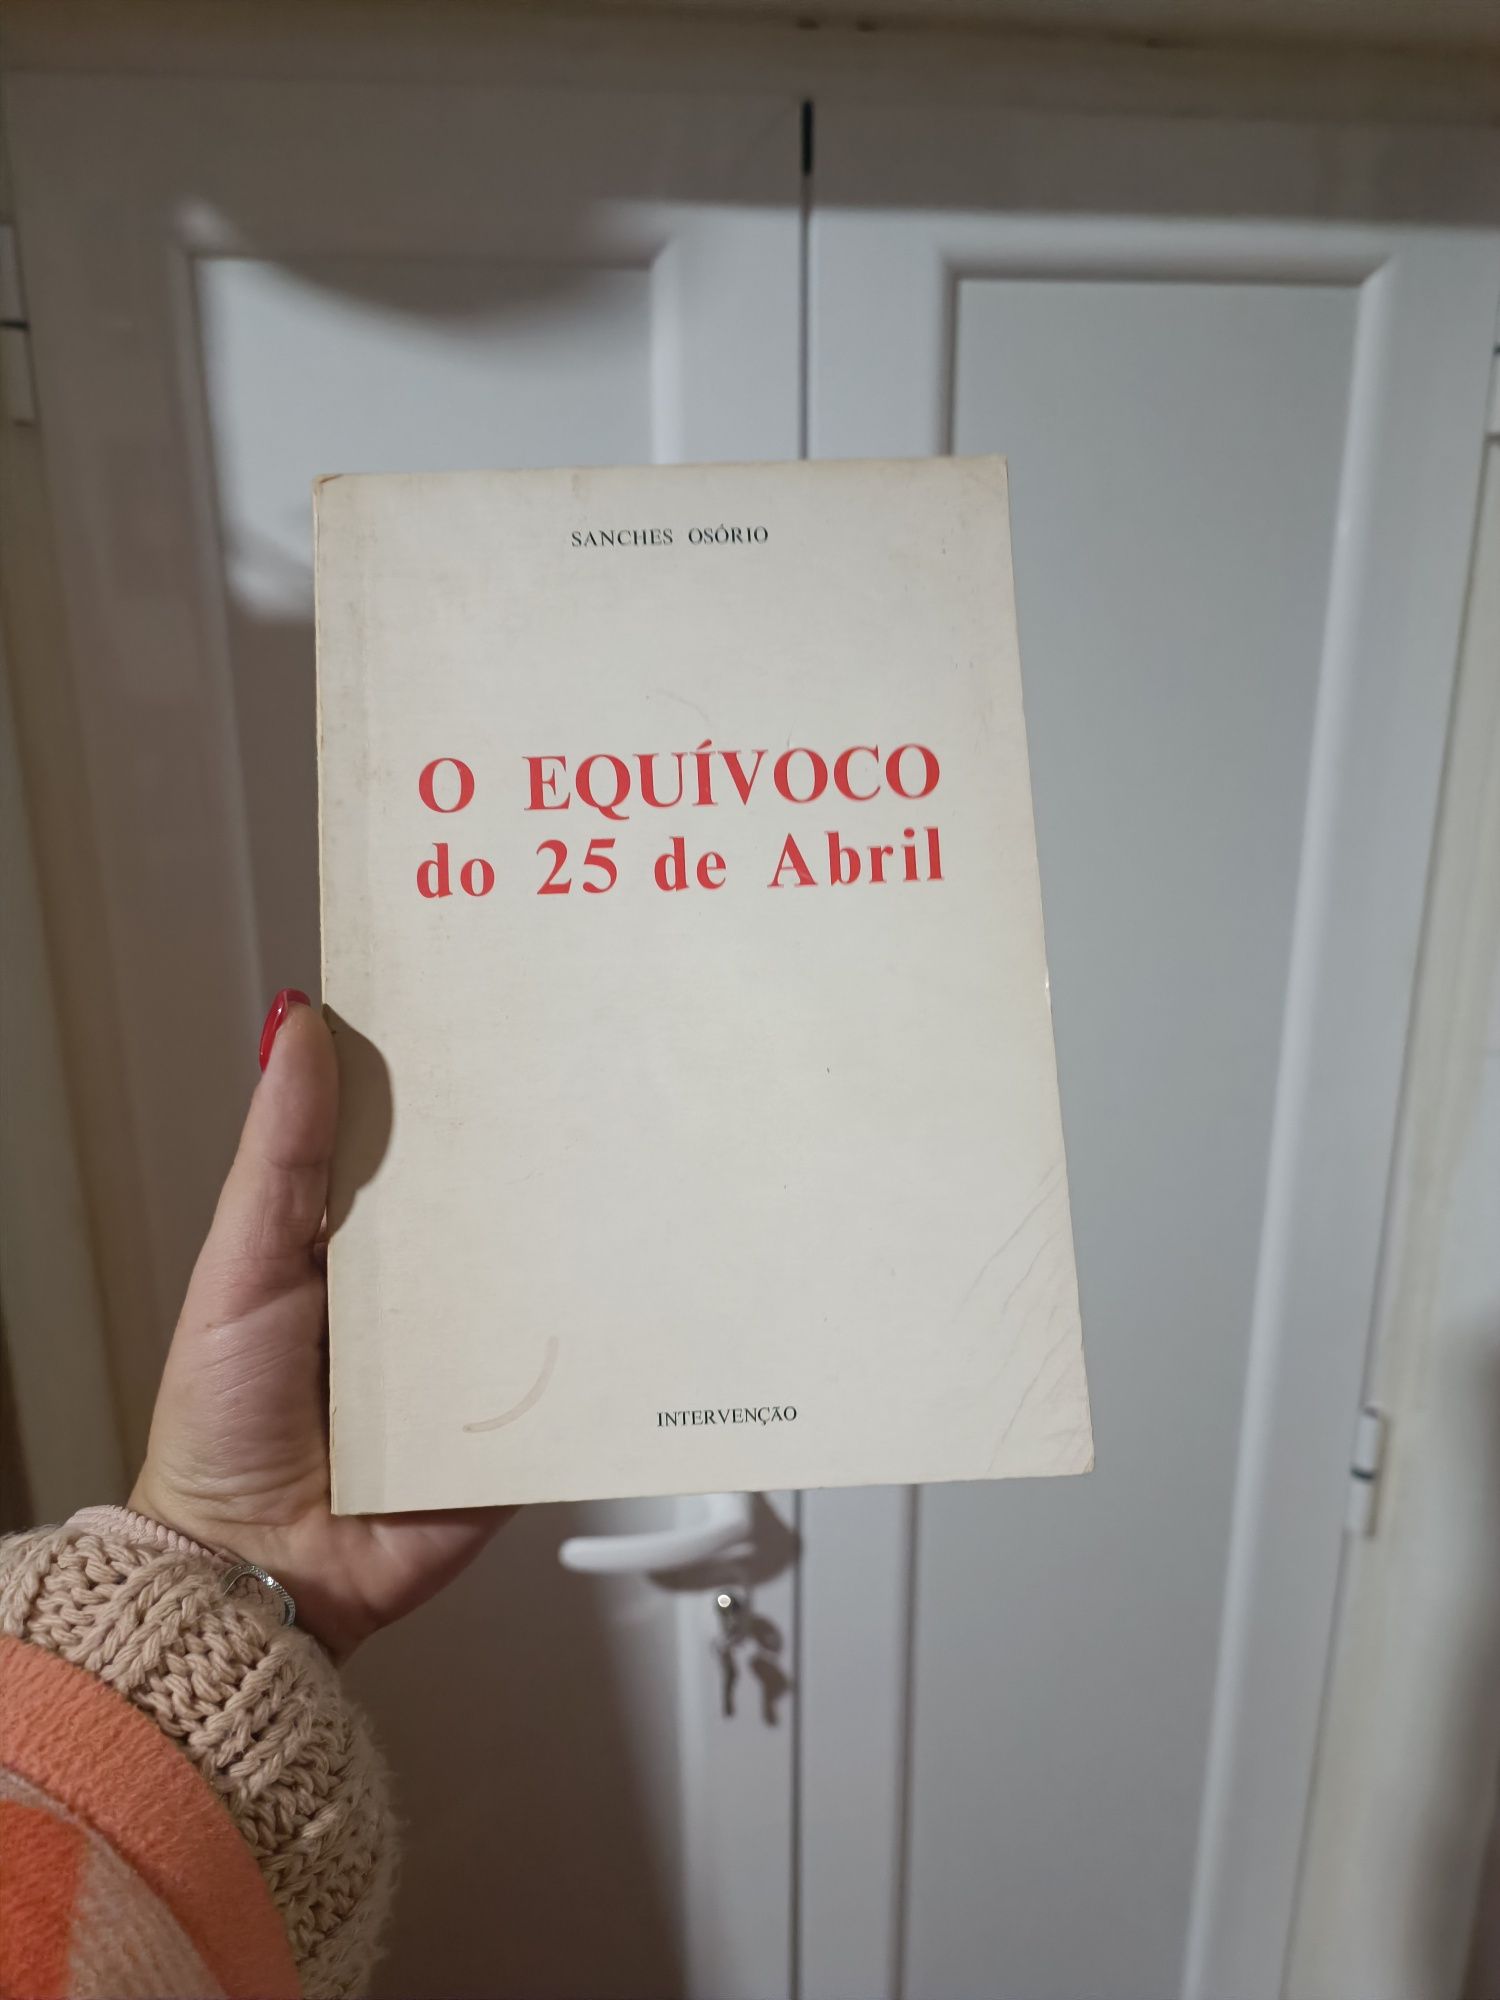 SANCHES OSÓRIO
O EQUÍVOCO
do 25 de Abril
INTERVENÇÃO